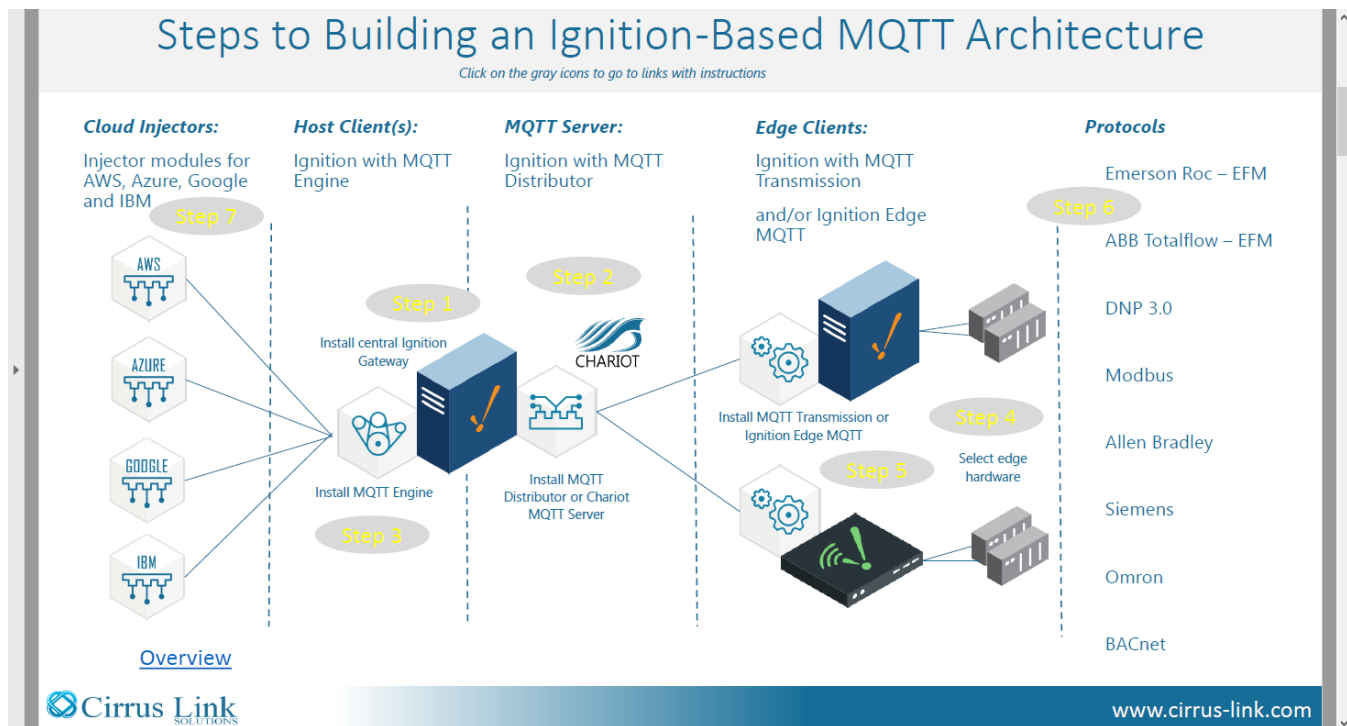 Steps to Building an Ignition-Based MQTT Architecture
Click on the gray icons to go to links with instructions
Cloud Injectors:
Injector modules for
AWS, Azure, Google
and IBM
Step 7
AWS
AZURE
GOOGLE
IBM
Overview
Host Client(s):
Ignition with MQTT
Engine
Step 1
Install central Ignition
Gateway
Install MQTT Engine
Step 3
MQTT Server:
Ignition with MQTT
Distributor
Step 2
CHARIOT
Install MQTT
Distributor or Chariot
MQTT Server
Edge Clients:
Ignition with MQTT
Transmission
and/or Ignition Edge
MQTT
Install MQTT Transmission or
Ignition Edge MQTT
Step 4
Select edge
hardware
Step 5
Protocols
Step 6
Emerson Roc – EFM
ABB Totalflow – EFM
DNP 3.0
Modbus
Allen Bradley
Siemens
Omron
BACnet
Cirrus Link
SOLUTIONS
www.cirrus-link.com